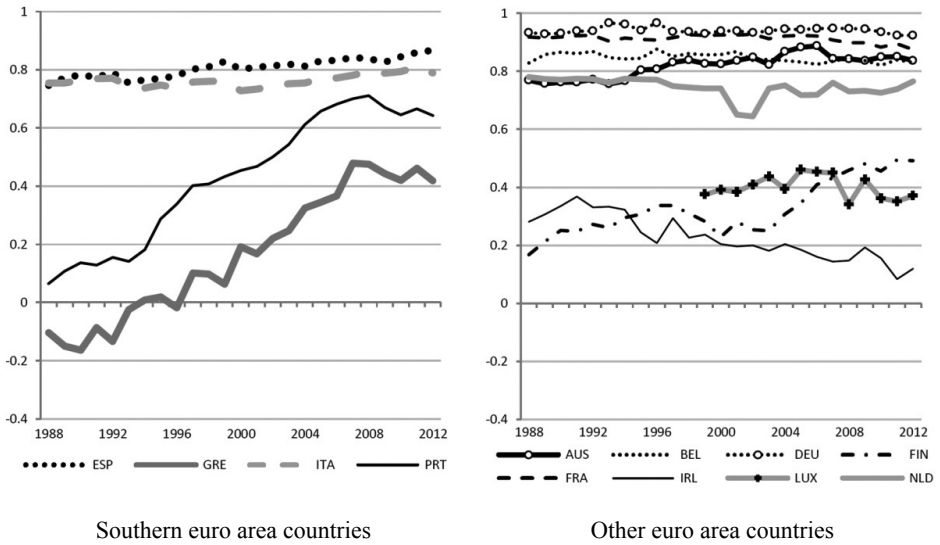 1
0.8
0.6
0.4
0.2
0
-0.2
-0.4
1988 1992 1996 2000 2004 2008 2012
ESP GRE ITA PRT
Southern euro area countries
1
0.8
0.6
0.4
0.2
0
-0.2
-0.4
1988 1992 1996 2000 2004 2008 2012
AUS BEL DEU FIN
FRA IRL LUX NLD
Other euro area countries